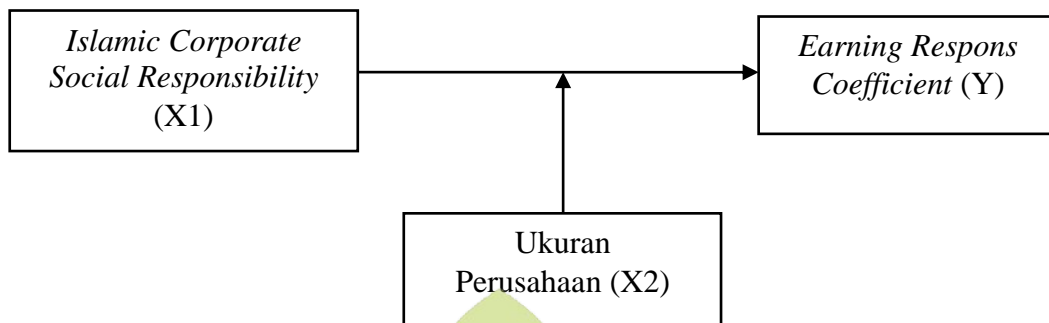 Islamic Corporate
Social Responsibility
(X1)
Earning Respons
Coefficient (Y)
Ukuran
Perusahaan (X2)